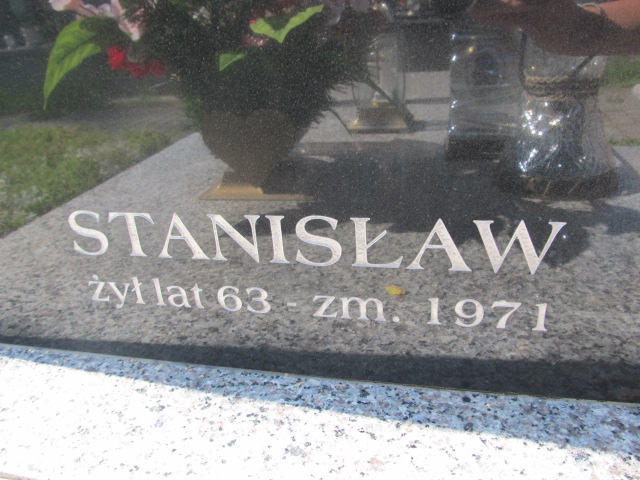 STANISŁAW
żył lat 63 - zm. 1971